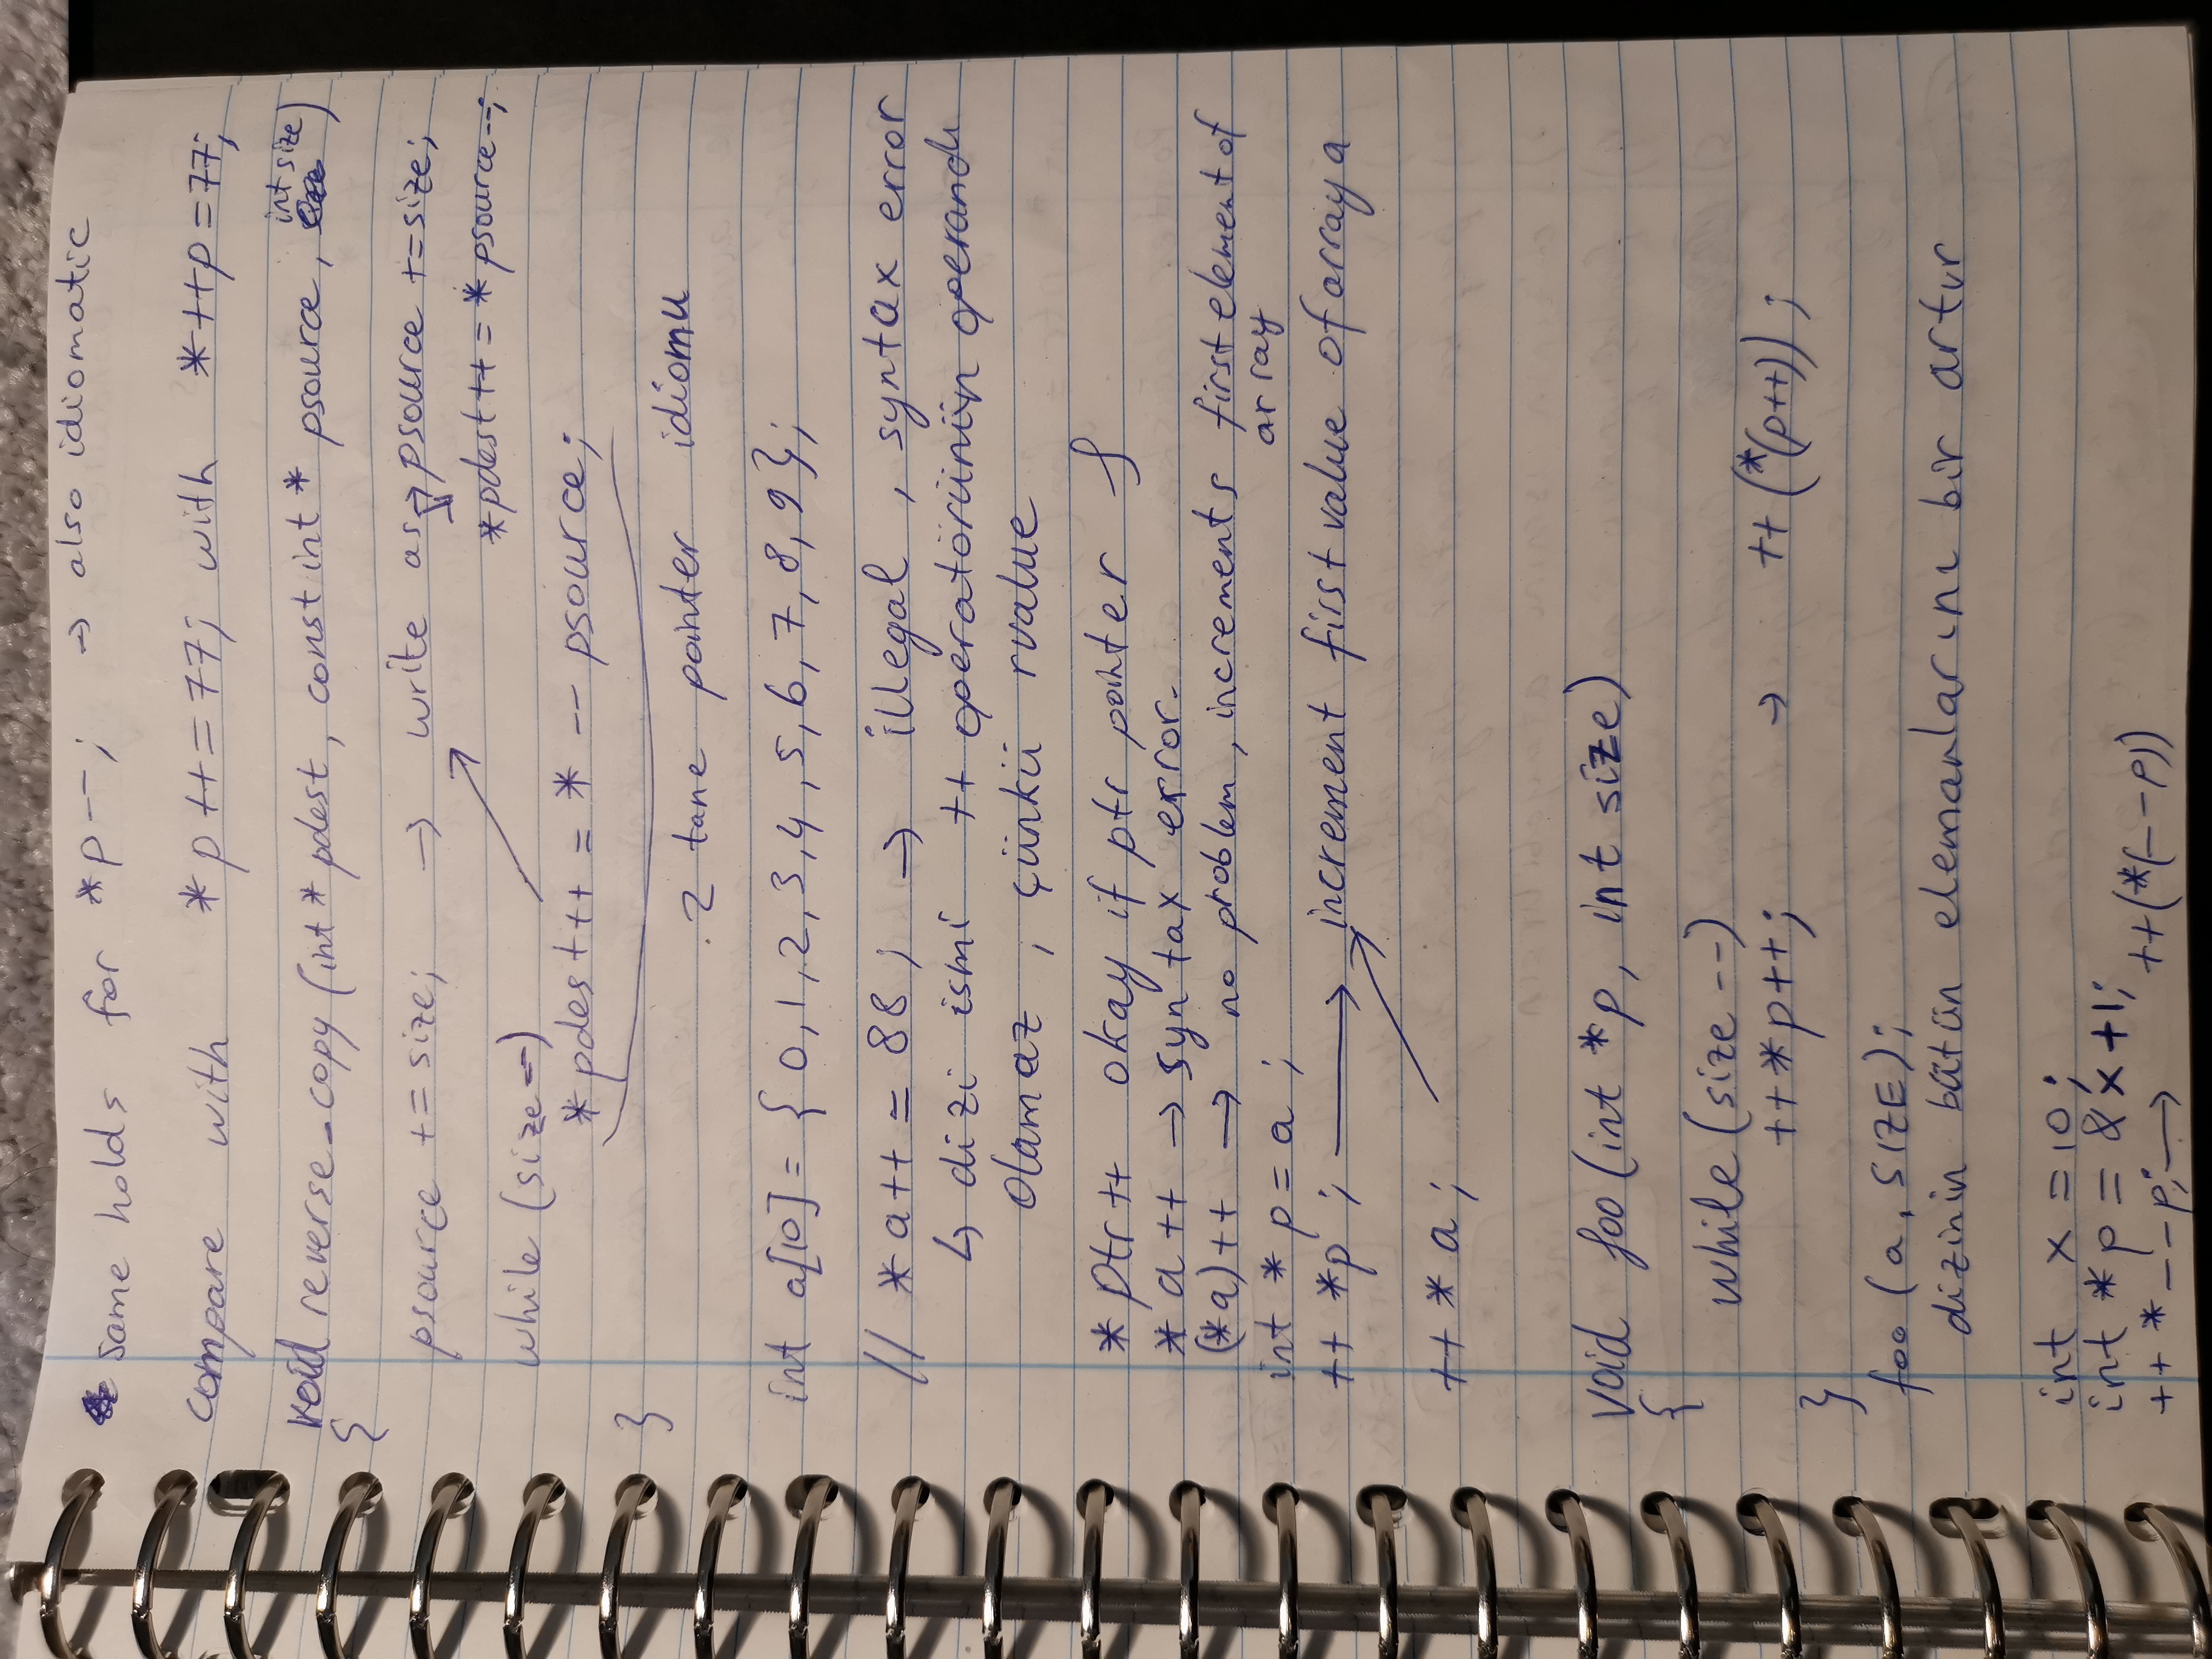 same holds for *p--; → also idiomatic
compare with *p++=77; with *++p=77;
void reverse_copy (int* pdest, const int* psource, int size)
{
psource += size; → write as → psource +=size;
*pdest++ = * psource--;
while (size--)
*pdest++ = * -- psource;
}
2 tane pointer idiomu
int a[10] = { 0,1,2,3,4,5,6,7,8,9};
// *a++ = 88; → illegal, syntax error
↳ dizi ismi ++ operatörünün operandı
olamaz, çünkü rvalue
*ptr++ okay if ptr pointer
*a++ → syntax error.
(*a)++ → no problem, increments first element of
array
int * p = a;
++ *p; → increment first value of array a
++ * a;
void foo (int *p, int size)
{
while (size --)
++*p++; → ++(*(p++));
}
foo (a, SIZE);
dizinin bütün elemanlarını bir artır
int x = 10;
int *p = &x+1;
++ * --p; → ++(*(--p))